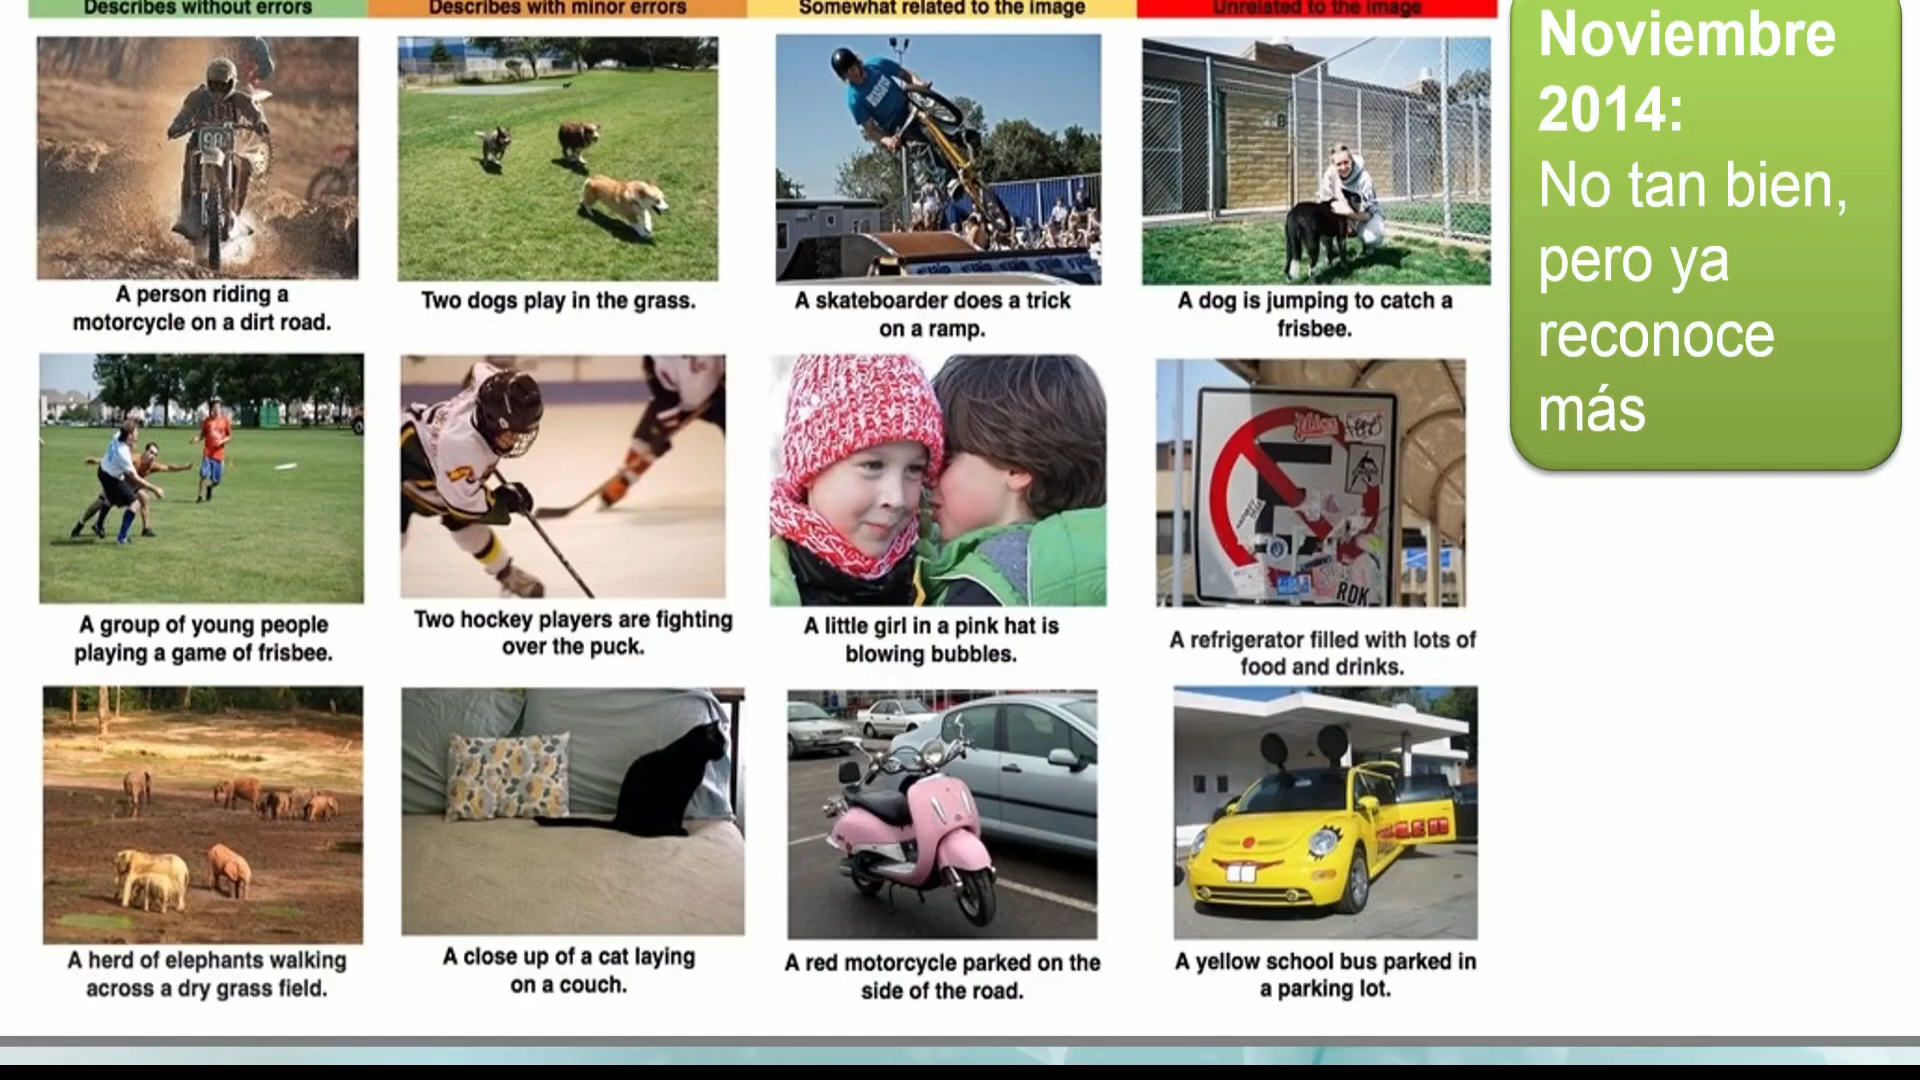 Describes without errors
Describes with minor errors
Somewhat related to the image
Unrelated to the image
A person riding a
motorcycle on a dirt road.
Two dogs play in the grass.
A skateboarder does a trick
on a ramp.
A dog is jumping to catch a
frisbee.
A group of young people
playing a game of frisbee.
Two hockey players are fighting
over the puck.
A little girl in a pink hat is
blowing bubbles.
RDK
A refrigerator filled with lots of
food and drinks.
A herd of elephants walking
across a dry grass field.
A close up of a cat laying
on a couch.
A red motorcycle parked on the
side of the road.
A yellow school bus parked in
a parking lot.
Noviembre
2014:
No tan bien,
pero ya
reconoce
más